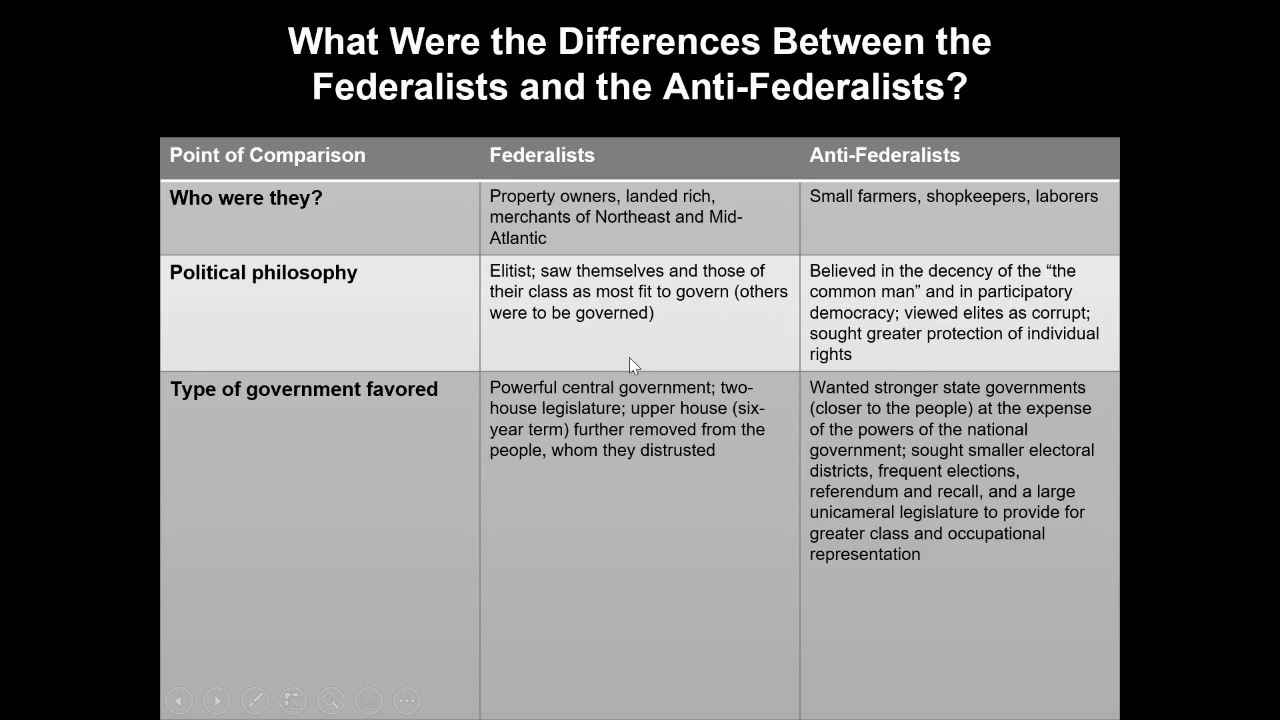 What Were the Differences Between the
Federalists and the Anti-Federalists?
Point of Comparison
Federalists
Anti-Federalists
Who were they?
Property owners, landed rich,
merchants of Northeast and Mid-
Atlantic
Small farmers, shopkeepers, laborers
Political philosophy
Elitist; saw themselves and those of
their class as most fit to govern (others
were to be governed)
Believed in the decency of the “the
common man” and in participatory
democracy; viewed elites as corrupt;
sought greater protection of individual
rights
Type of government favored
Powerful central government; two-
house legislature; upper house (six-
year term) further removed from the
people, whom they distrusted
Wanted stronger state governments
(closer to the people) at the expense
of the powers of the national
government; sought smaller electoral
districts, frequent elections,
referendum and recall, and a large
unicameral legislature to provide for
greater class and occupational
representation